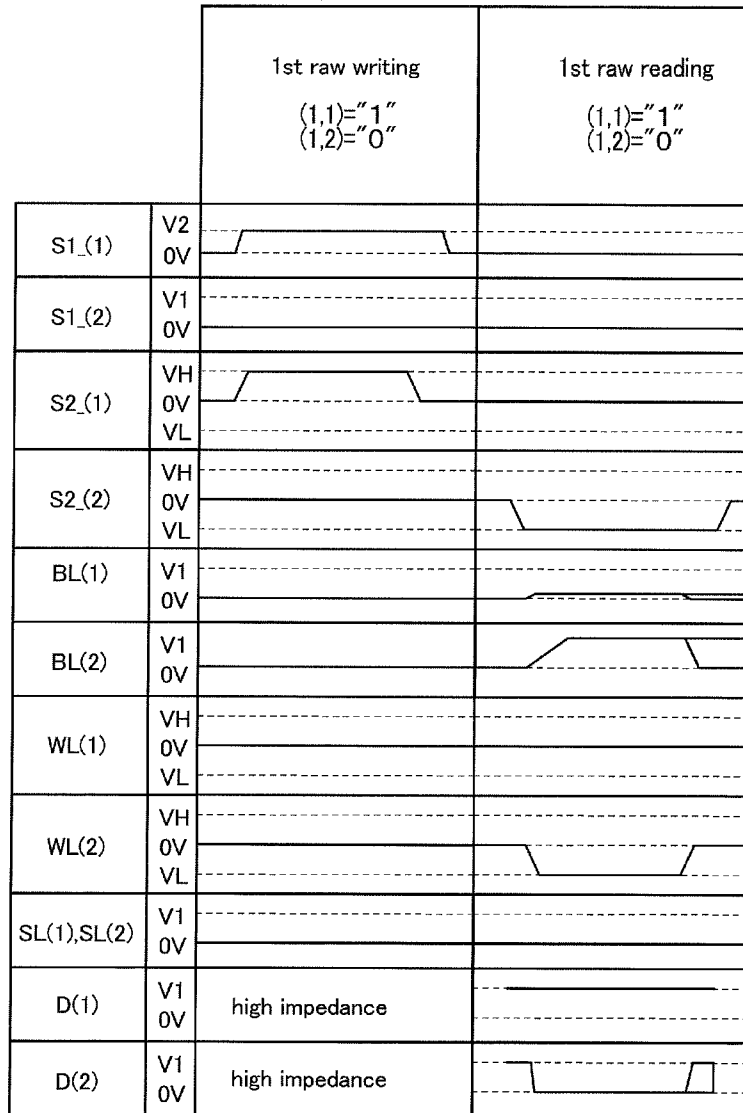 1st raw writing
(1,1)="1"
(1,2)="0"
1st raw reading
(1,1)="1"
(1,2)="0"
S1_(1)
V2
0V
S1_(2)
V1
0V
S2_(1)
VH
0V
VL
S2_(2)
VH
0V
VL
BL(1)
V1
0V
BL(2)
V1
0V
WL(1)
VH
0V
VL
WL(2)
VH
0V
VL
SL(1),SL(2)
V1
0V
D(1)
V1
0V
high impedance
D(2)
V1
0V
high impedance